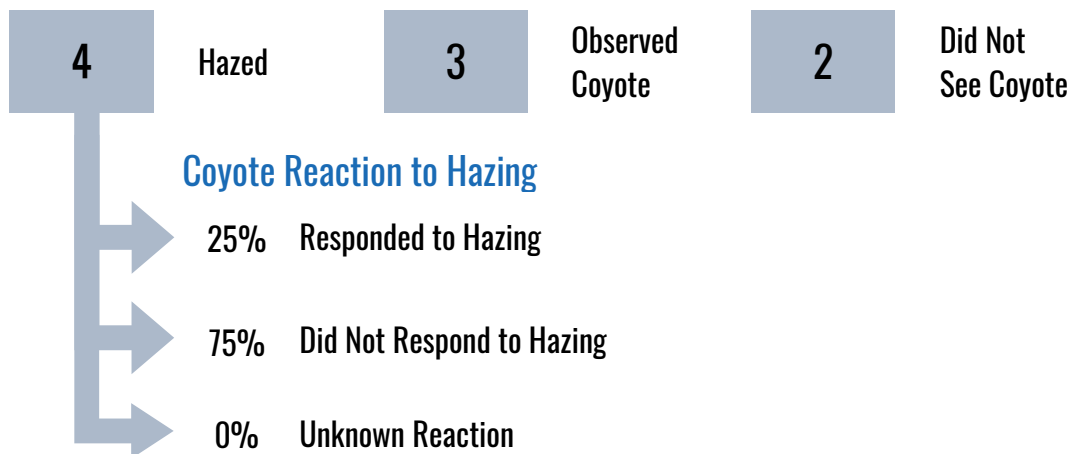 4
Hazed
3
Observed
Coyote
2
Did Not
See Coyote
Coyote Reaction to Hazing
25% Responded to Hazing
75% Did Not Respond to Hazing
0% Unknown Reaction